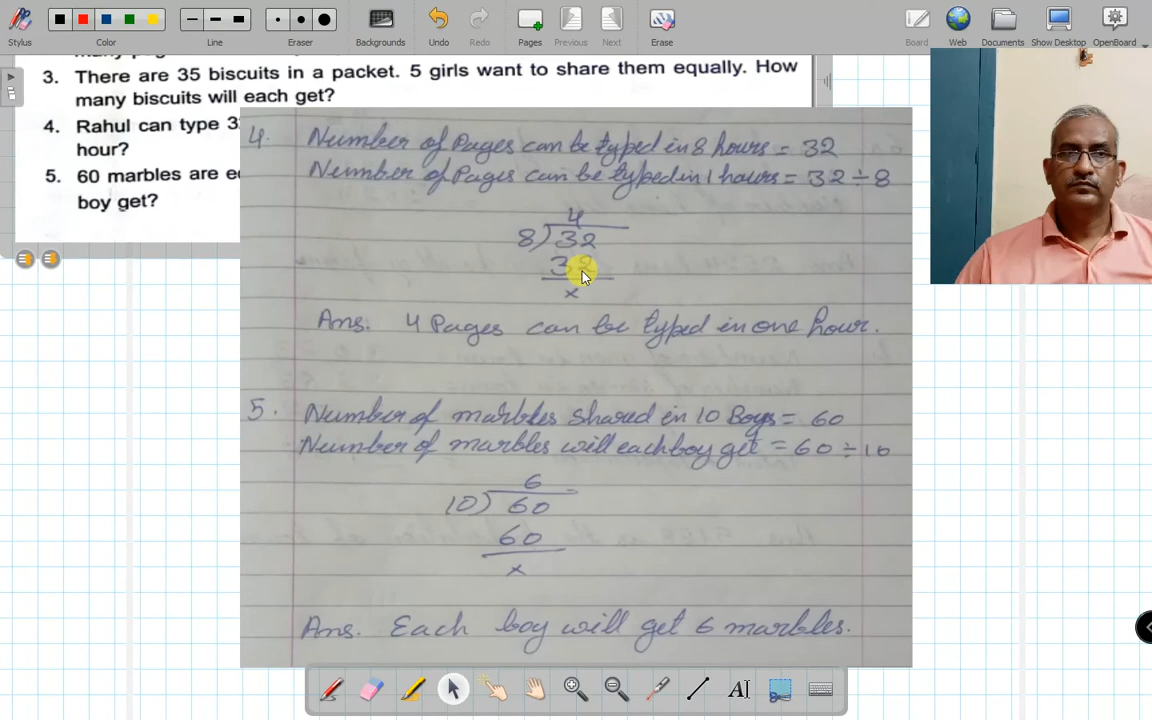 Stylus
Color
Line
Eraser
Backgrounds
Undo
Redo
Pages
Previous
Next
Erase
Board
Web
Documents
Show Desktop
OpenBoard
3. There are 35 biscuits in a packet. 5 girls want to share them equally. How
many biscuits will each get?
4. Rahul can type 3
hour?
5. 60 marbles are e
boy get?
4. Number of Pages can be typed in 8 hours = 32
Number of Pages can be typed in 1 hours = 32 ÷ 8
4
8) 32
32
x
Ans. 4 Pages can be typed in one hour.
5. Number of marbles shared in 10 Boys = 60
Number of marbles will each boy get = 60 ÷ 10
6
10) 60
60
x
Ans. Each boy will get 6 marbles.